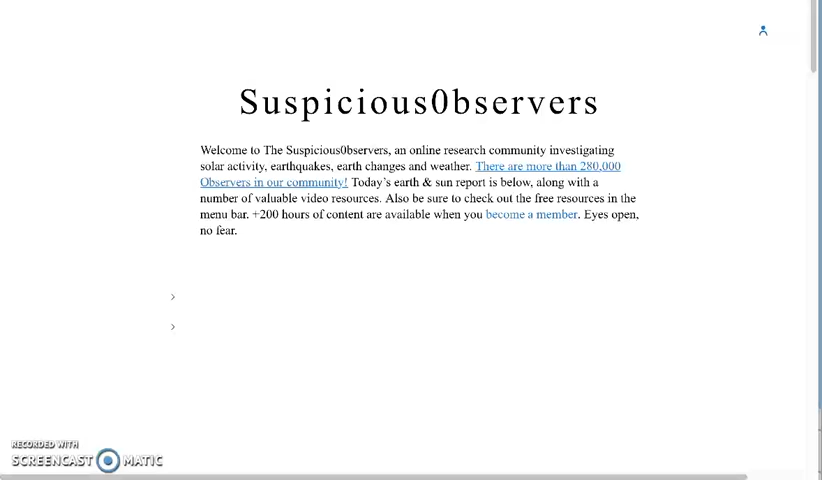 Suspicious0bservers
Welcome to The Suspicious0bservers, an online research community investigating
solar activity, earthquakes, earth changes and weather. There are more than 280,000
Observers in our community! Today’s earth & sun report is below, along with a
number of valuable video resources. Also be sure to check out the free resources in the
menu bar. +200 hours of content are available when you become a member. Eyes open,
no fear.
RECORDED WITH
SCREENCAST MATIC